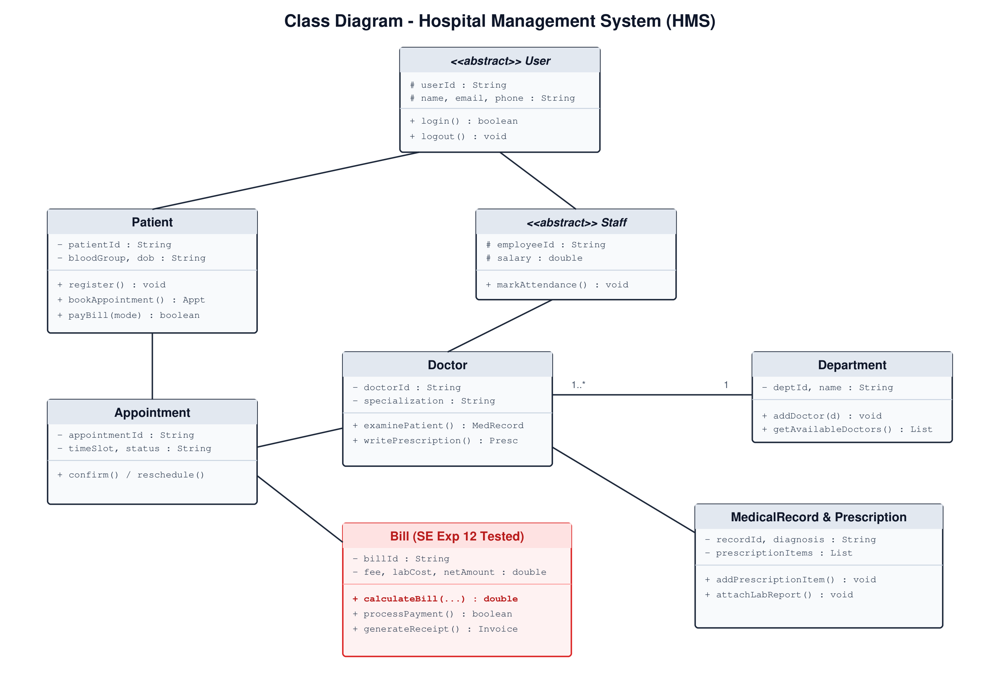 Class Diagram - Hospital Management System (HMS)
<<abstract>> User
# userId : String
# name, email, phone : String
+ login() : boolean
+ logout() : void
Patient
− patientId : String
− bloodGroup, dob : String
+ register() : void
+ bookAppointment() : Appt
+ payBill(mode) : boolean
<<abstract>> Staff
# employeeId : String
# salary : double
+ markAttendance() : void
Doctor
− doctorId : String
− specialization : String
+ examinePatient() : MedRecord
+ writePrescription() : Presc
1..*
1
Department
− deptId, name : String
+ addDoctor(d) : void
+ getAvailableDoctors() : List
Appointment
− appointmentId : String
− timeSlot, status : String
+ confirm() / reschedule()
Bill (SE Exp 12 Tested)
− billId : String
− fee, labCost, netAmount : double
+ calculateBill(...) : double
+ processPayment() : boolean
+ generateReceipt() : Invoice
MedicalRecord & Prescription
− recordId, diagnosis : String
− prescriptionItems : List
+ addPrescriptionItem() : void
+ attachLabReport() : void